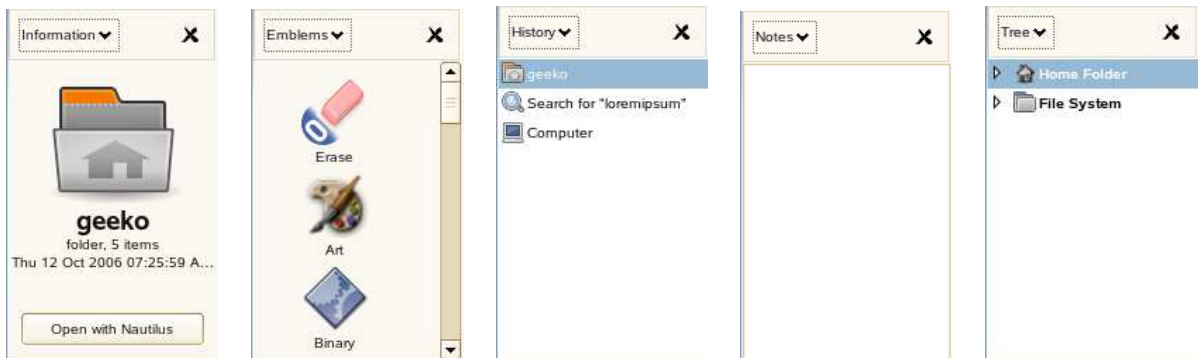 Information
geeko
folder, 5 items
Thu 12 Oct 2006 07:25:59 A...
Open with Nautilus
Emblems
Erase
Art
Binary
History
geeko
Search for "loremipsum"
Computer
Notes
Tree
Home Folder
File System